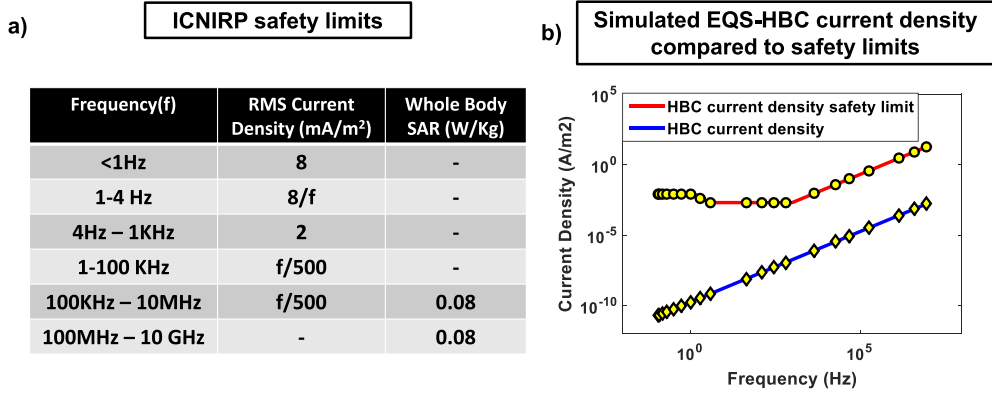 a)
ICNIRP safety limits
Frequency(f) RMS Current Density (mA/m²) Whole Body SAR (W/Kg)
<1Hz 8 -
1-4 Hz 8/f -
4Hz – 1KHz 2 -
1-100 KHz f/500 -
100KHz – 10MHz f/500 0.08
100MHz – 10 GHz - 0.08
b)
Simulated EQS-HBC current density
compared to safety limits
HBC current density safety limit
HBC current density
Current Density (A/m2)
10⁵
10⁰
10⁻⁵
10⁻¹⁰
10⁰ 10⁵
Frequency (Hz)